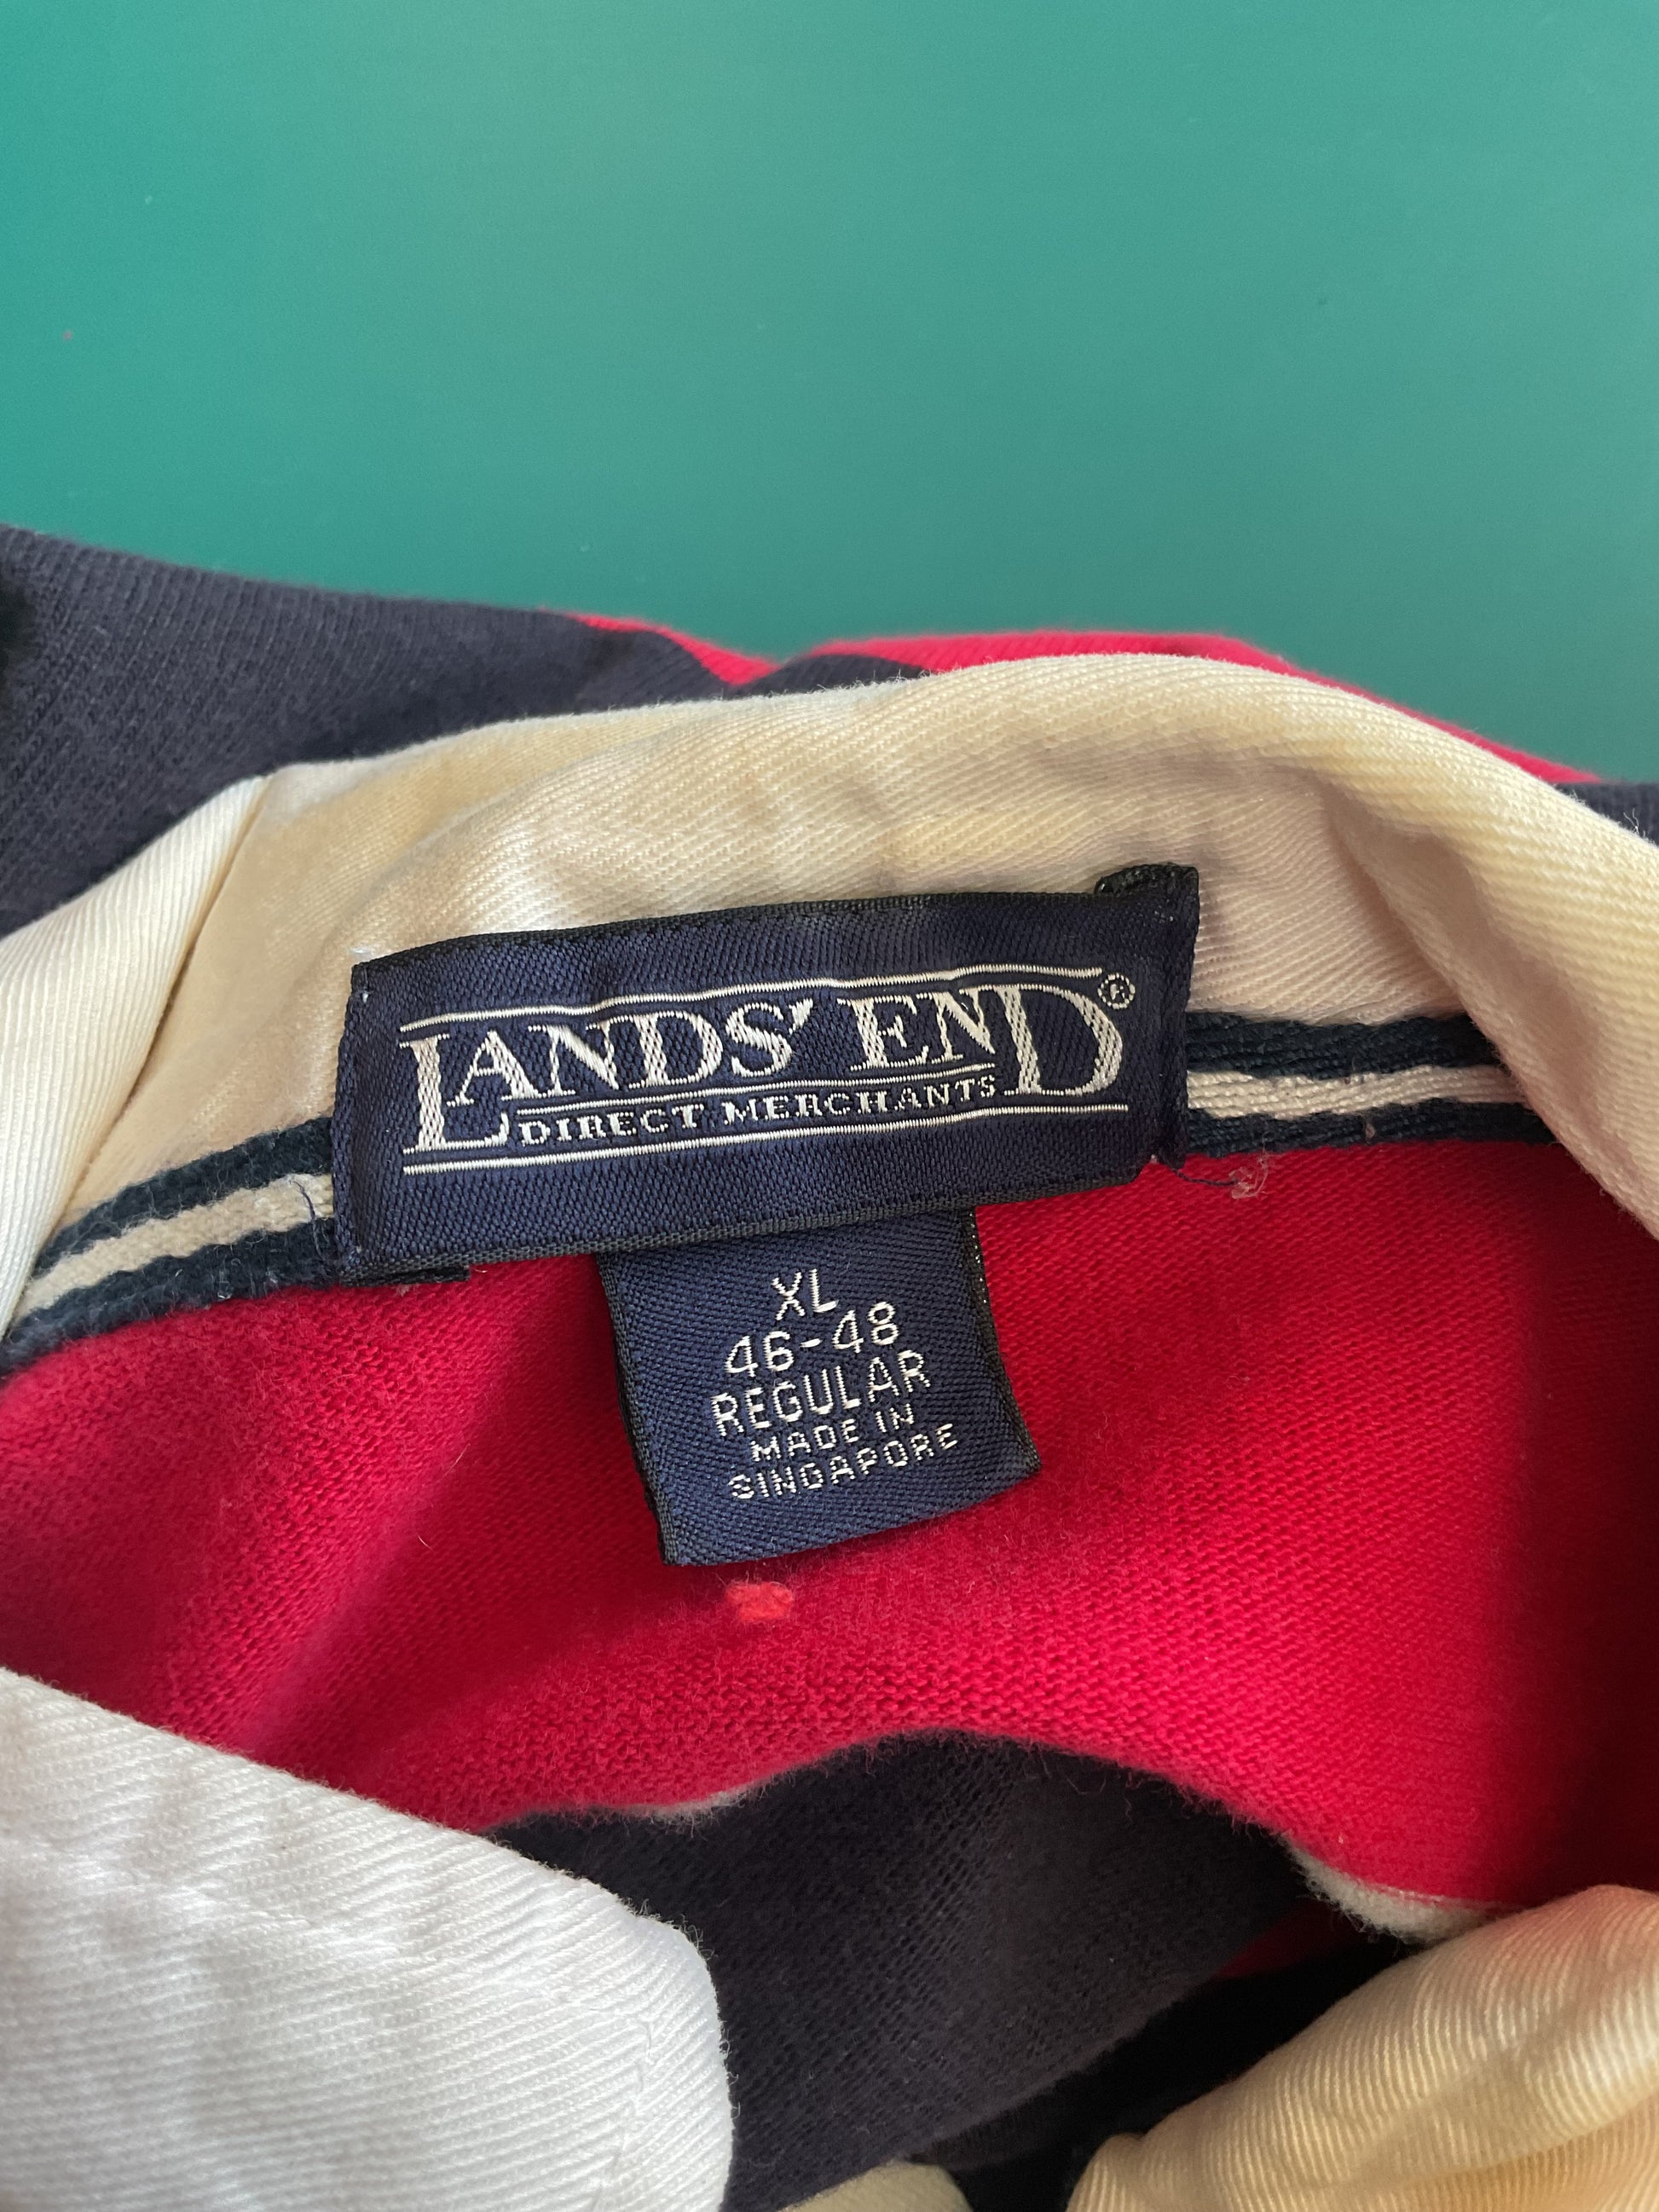 LANDS' END®
DIRECT MERCHANTS
XL
46-48
REGULAR
MADE IN
SINGAPORE